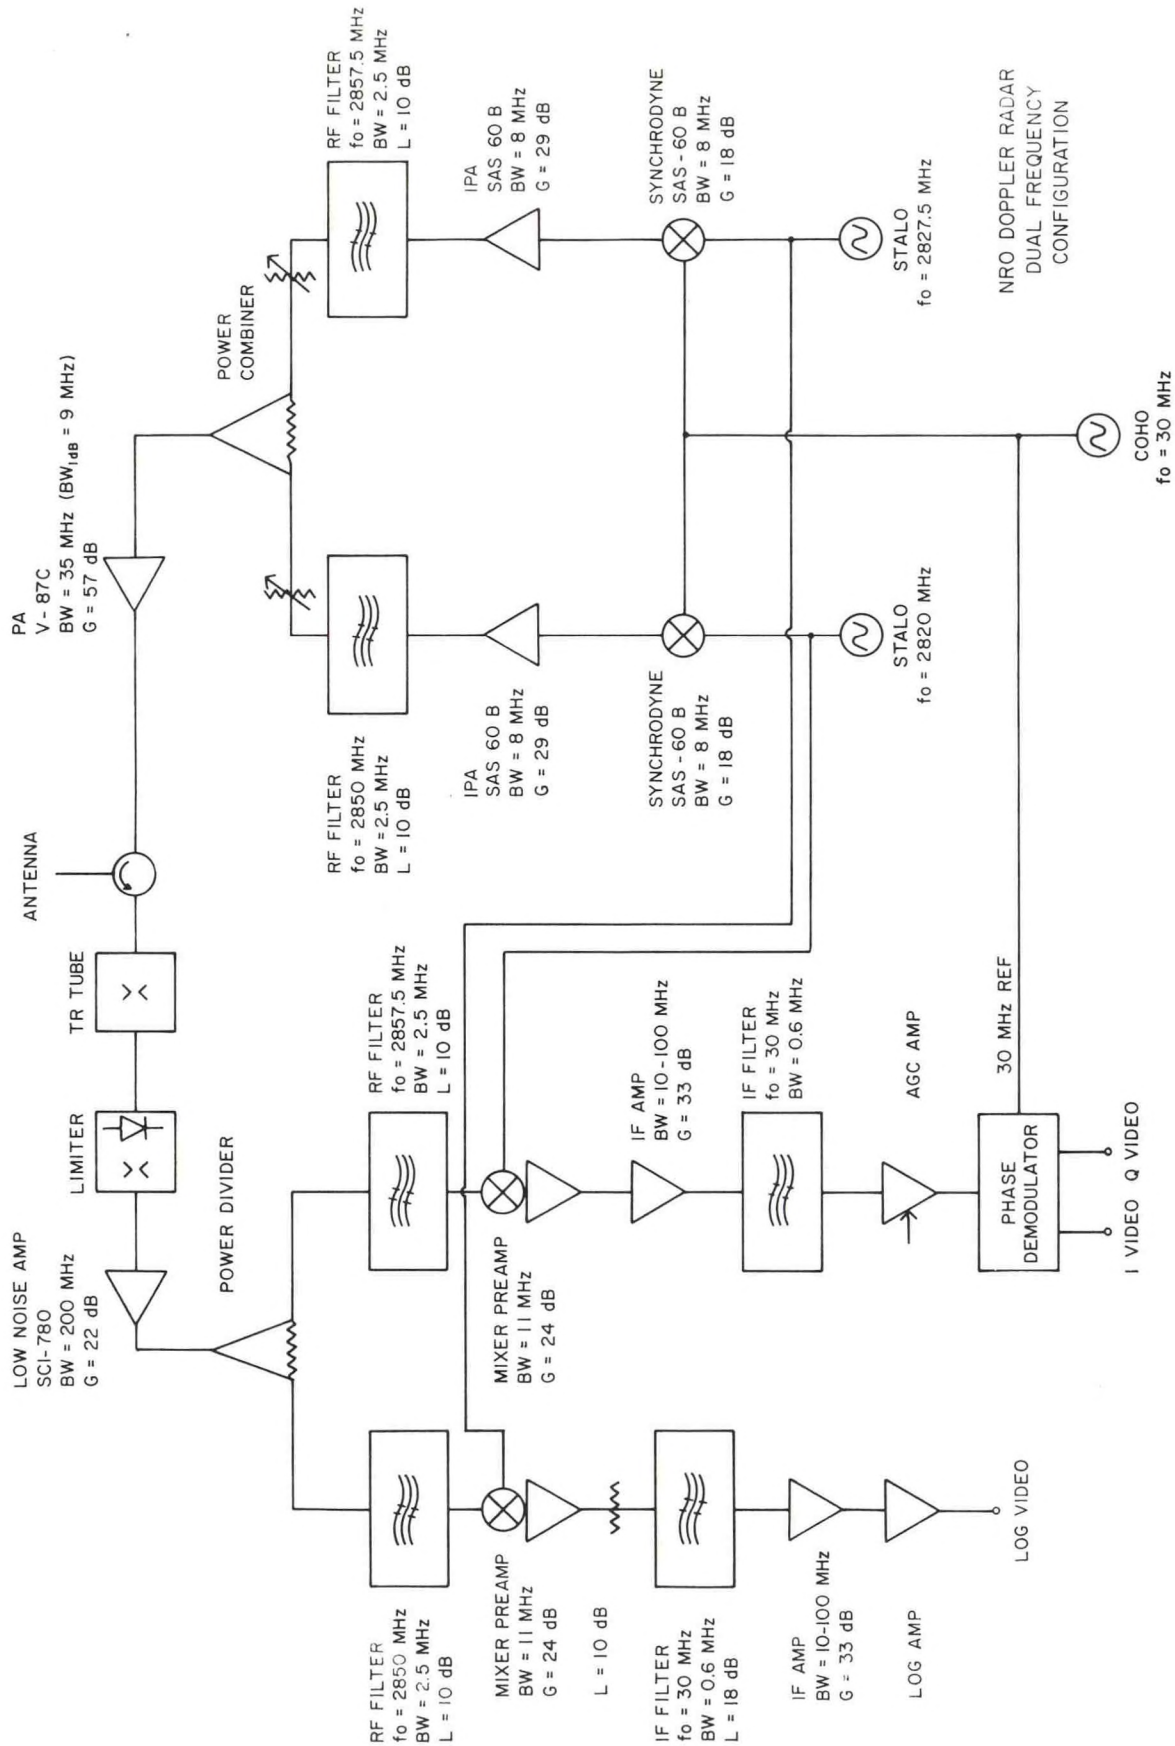 ANTENNA
PA
V-87C
BW = 35 MHz (BW1dB = 9 MHz)
G = 57 dB
TR TUBE
LIMITER
LOW NOISE AMP
SCI-780
BW = 200 MHz
G = 22 dB
POWER DIVIDER
POWER
COMBINER
RF FILTER
fo = 2850 MHz
BW = 2.5 MHz
L = 10 dB
RF FILTER
fo = 2857.5 MHz
BW = 2.5 MHz
L = 10 dB
RF FILTER
fo = 2850 MHz
BW = 2.5 MHz
L = 10 dB
RF FILTER
fo = 2857.5 MHz
BW = 2.5 MHz
L = 10 dB
MIXER PREAMP
BW = 11 MHz
G = 24 dB
MIXER PREAMP
BW = 11 MHz
G = 24 dB
IPA
SAS 60 B
BW = 8 MHz
G = 29 dB
IPA
SAS 60 B
BW = 8 MHz
G = 29 dB
L = 10 dB
IF AMP
BW = 10-100 MHz
G = 33 dB
SYNCHRODYNE
SAS-60 B
BW = 8 MHz
G = 18 dB
SYNCHRODYNE
SAS-60 B
BW = 8 MHz
G = 18 dB
IF FILTER
fo = 30 MHz
BW = 0.6 MHz
L = 18 dB
IF FILTER
fo = 30 MHz
BW = 0.6 MHz
IF AMP
BW = 10-100 MHz
G = 33 dB
LOG AMP
AGC AMP
STALO
fo = 2820 MHz
STALO
fo = 2827.5 MHz
LOG VIDEO
PHASE
DEMODULATOR
30 MHz REF
I VIDEO Q VIDEO
COHO
fo = 30 MHz
NRO DOPPLER RADAR
DUAL FREQUENCY
CONFIGURATION